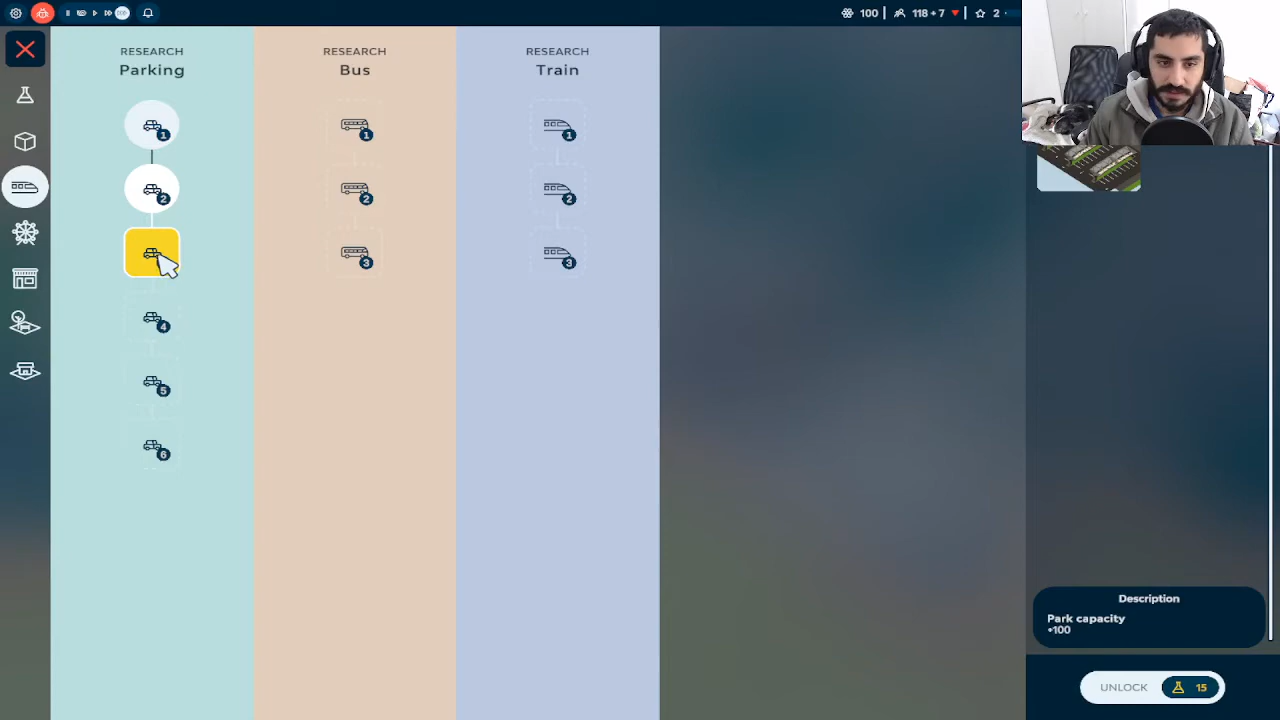 100
118 + 7
2
RESEARCH
Parking
RESEARCH
Bus
RESEARCH
Train
1
2
4
5
6
1
2
3
1
2
3
Description
Park capacity
+100
UNLOCK
15